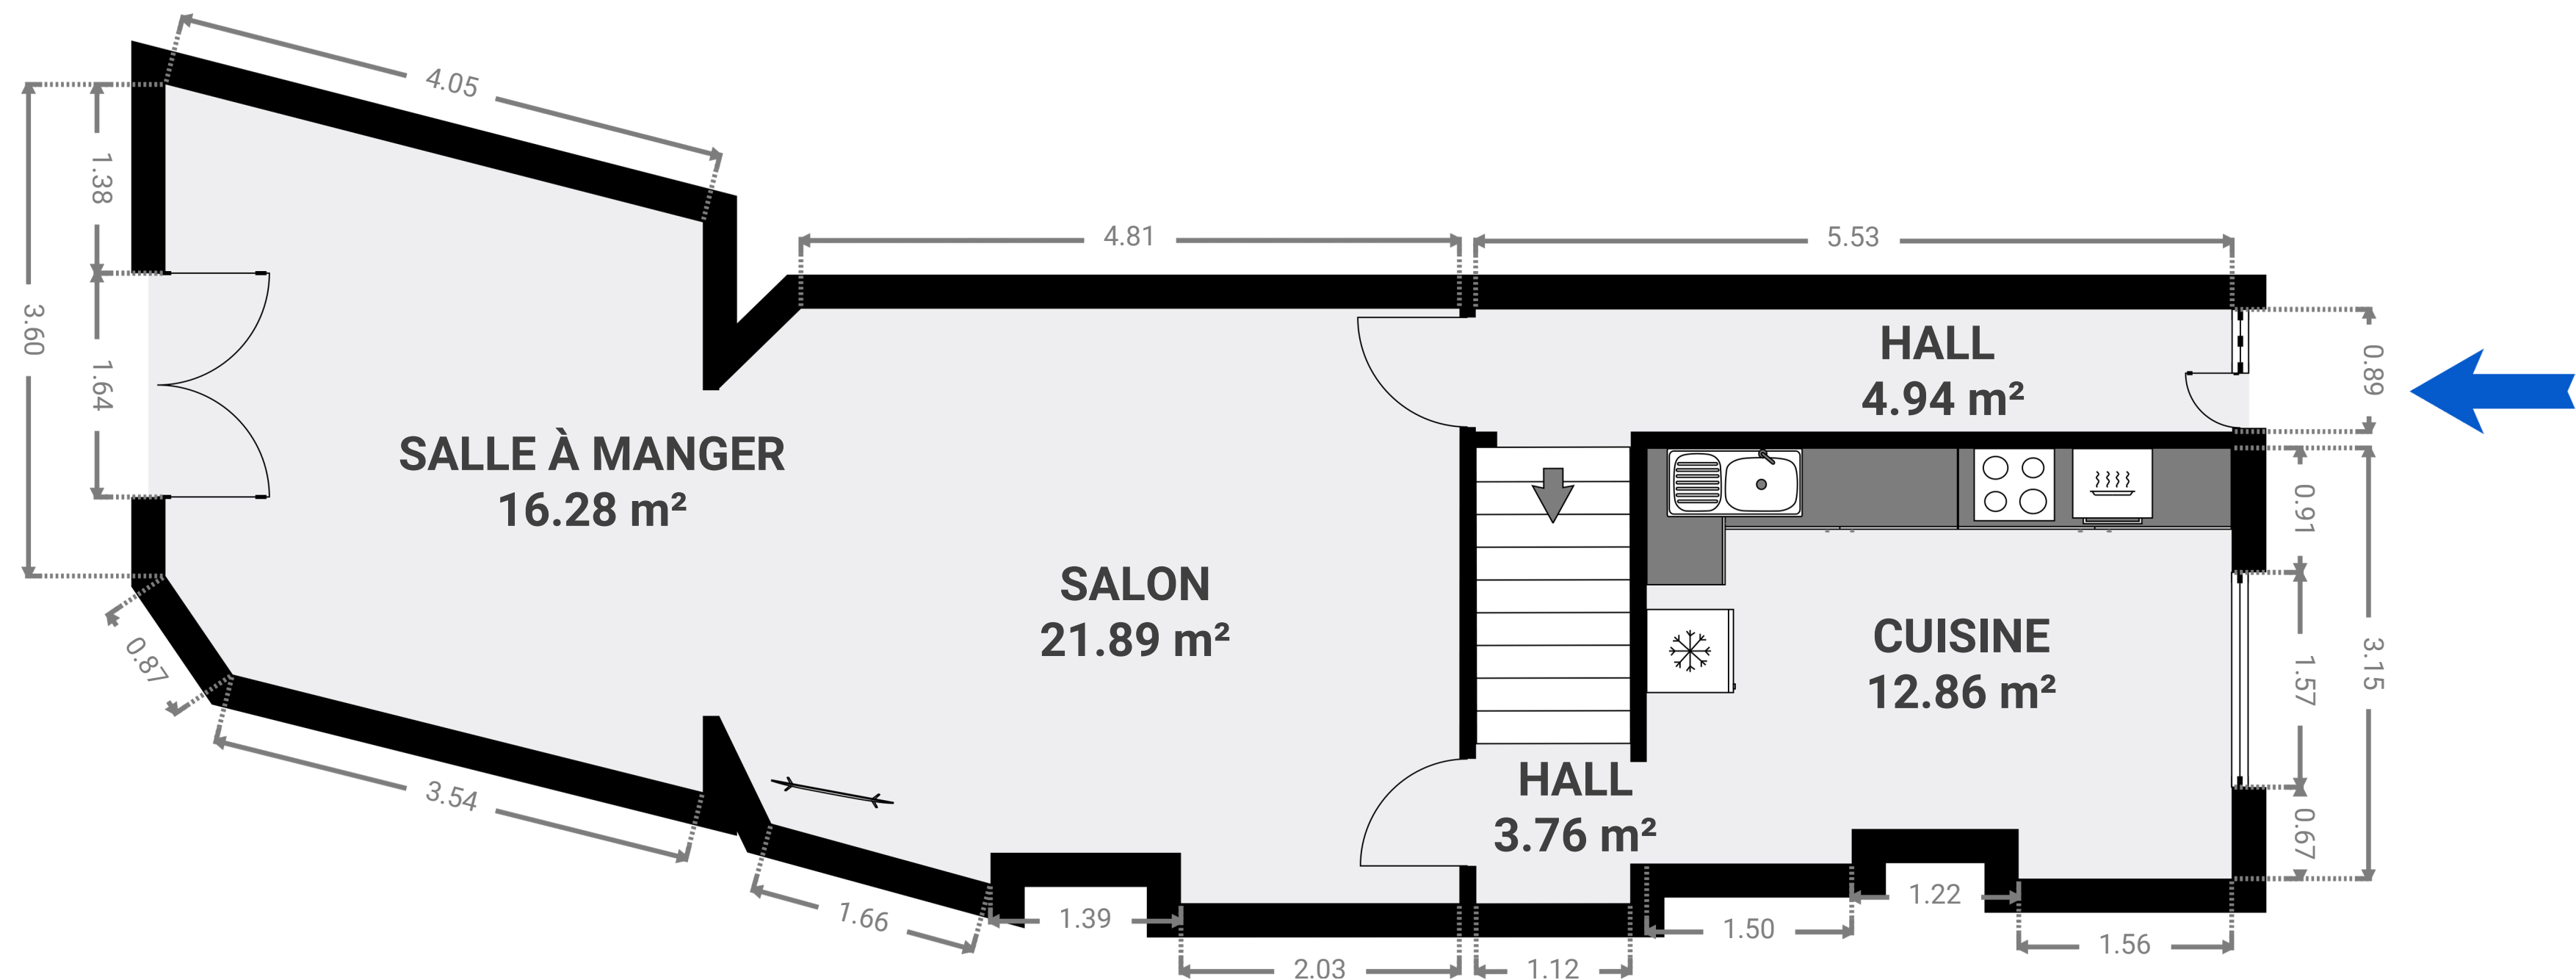 4.05
4.81
5.53
1.38
3.60
1.64
0.87
3.54
SALLE À MANGER
16.28 m²
SALON
21.89 m²
HALL
4.94 m²
CUISINE
12.86 m²
HALL
3.76 m²
0.89
0.91
1.57
3.15
0.67
1.66
1.39
2.03
1.12
1.50
1.22
1.56